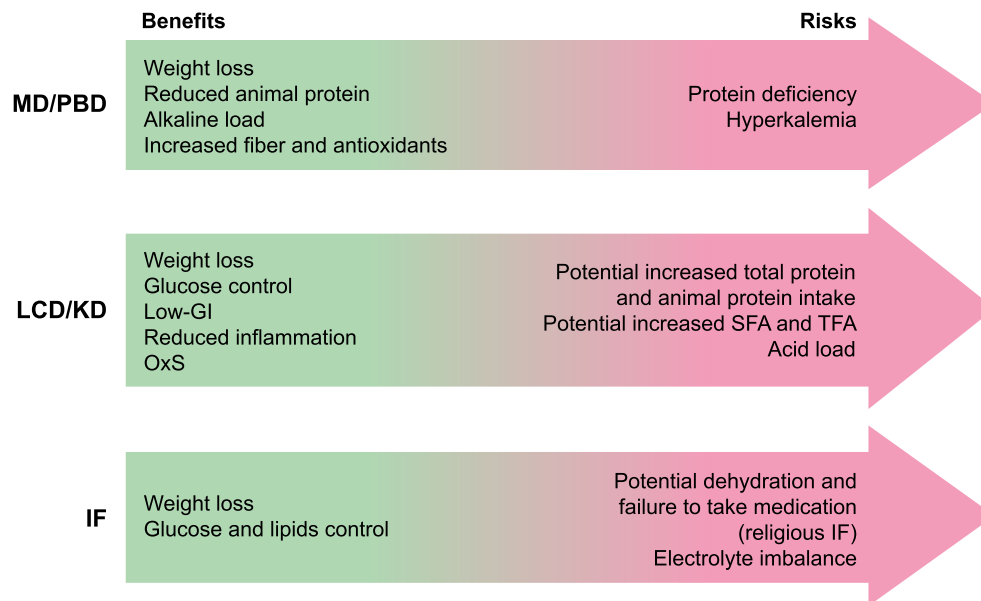 Benefits
Risks
MD/PBD
Weight loss
Reduced animal protein
Alkaline load
Increased fiber and antioxidants
Protein deficiency
Hyperkalemia
LCD/KD
Weight loss
Glucose control
Low-GI
Reduced inflammation
OxS
Potential increased total protein
and animal protein intake
Potential increased SFA and TFA
Acid load
IF
Weight loss
Glucose and lipids control
Potential dehydration and
failure to take medication
(religious IF)
Electrolyte imbalance